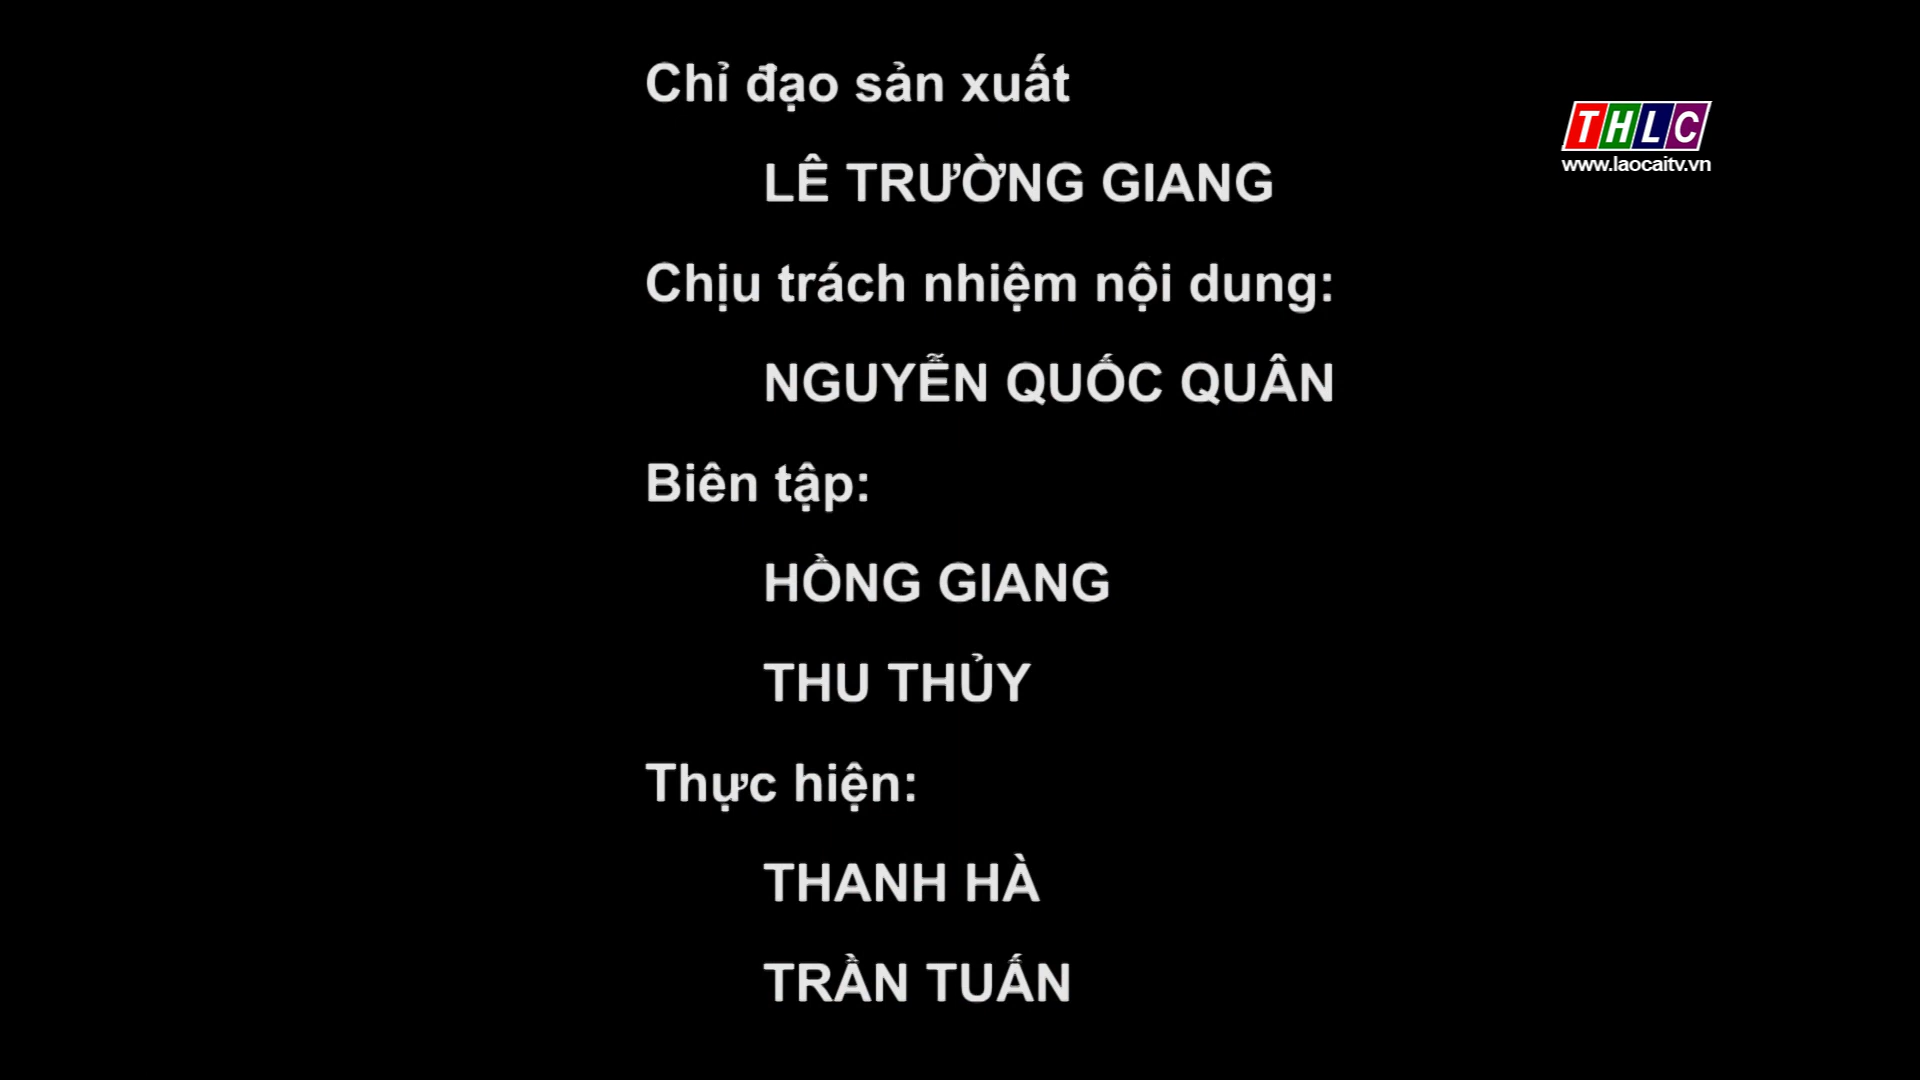 Chỉ đạo sản xuất
LÊ TRƯỜNG GIANG
Chịu trách nhiệm nội dung:
NGUYỄN QUỐC QUÂN
Biên tập:
HỒNG GIANG
THU THỦY
Thực hiện:
THANH HÀ
TRẦN TUẤN
THLC
www.laocaitv.vn